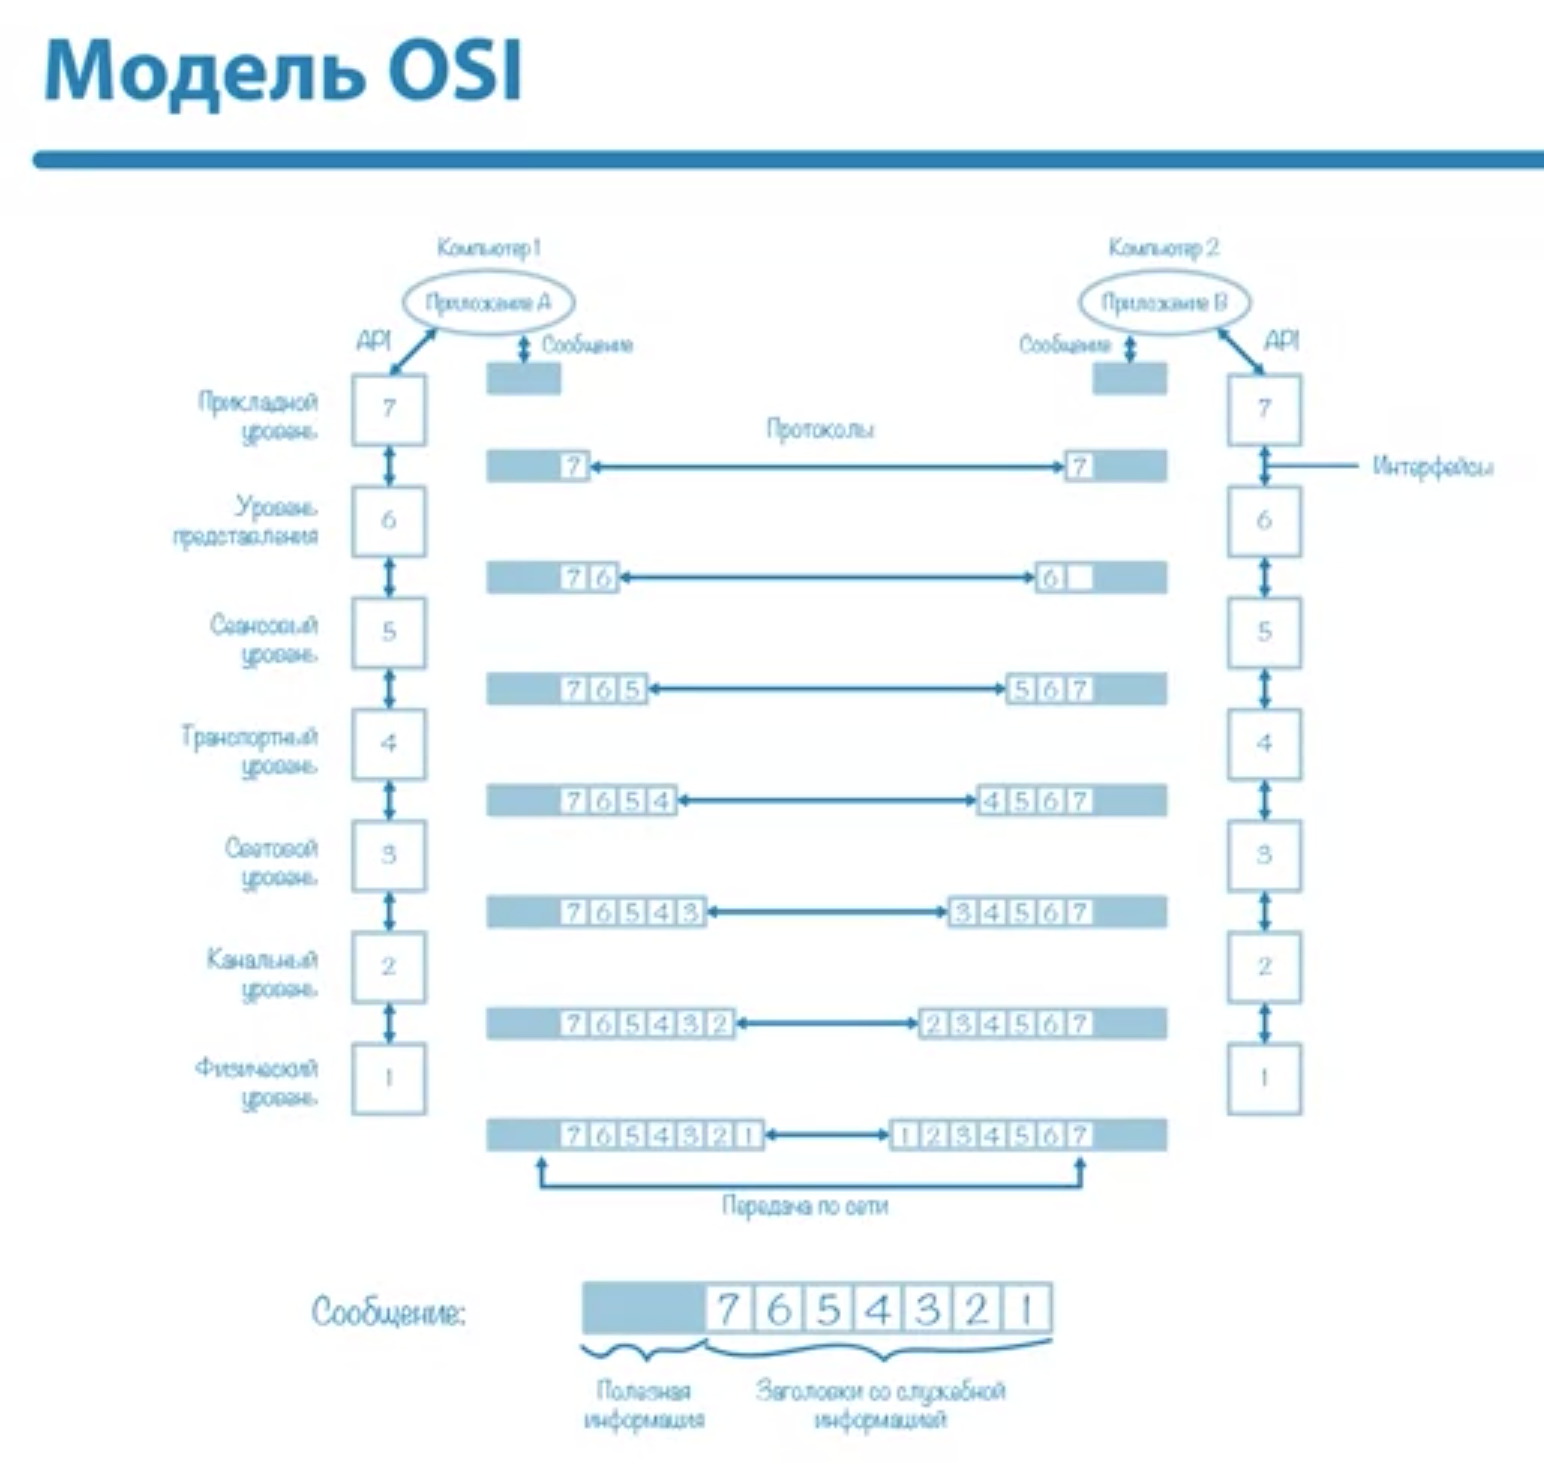 Модель OSI
Компьютер 1
Компьютер 2
Приложение A
Приложение B
API
Сообщение
Сообщение
API
Прикладной
уровень
7
7
Протоколы
7
7
Интерфейсы
Уровень
представления
6
6
7 6
6
Сеансовый
уровень
5
5
7 6 5
5 6 7
Транспортный
уровень
4
4
7 6 5 4
4 5 6 7
Сетевой
уровень
3
3
7 6 5 4 3
3 4 5 6 7
Канальный
уровень
2
2
7 6 5 4 3 2
2 3 4 5 6 7
Физический
уровень
1
1
7 6 5 4 3 2 1
1 2 3 4 5 6 7
Передача по сети
Сообщение:
7 6 5 4 3 2 1
Полезная
информация
Заголовки со служебной
информацией